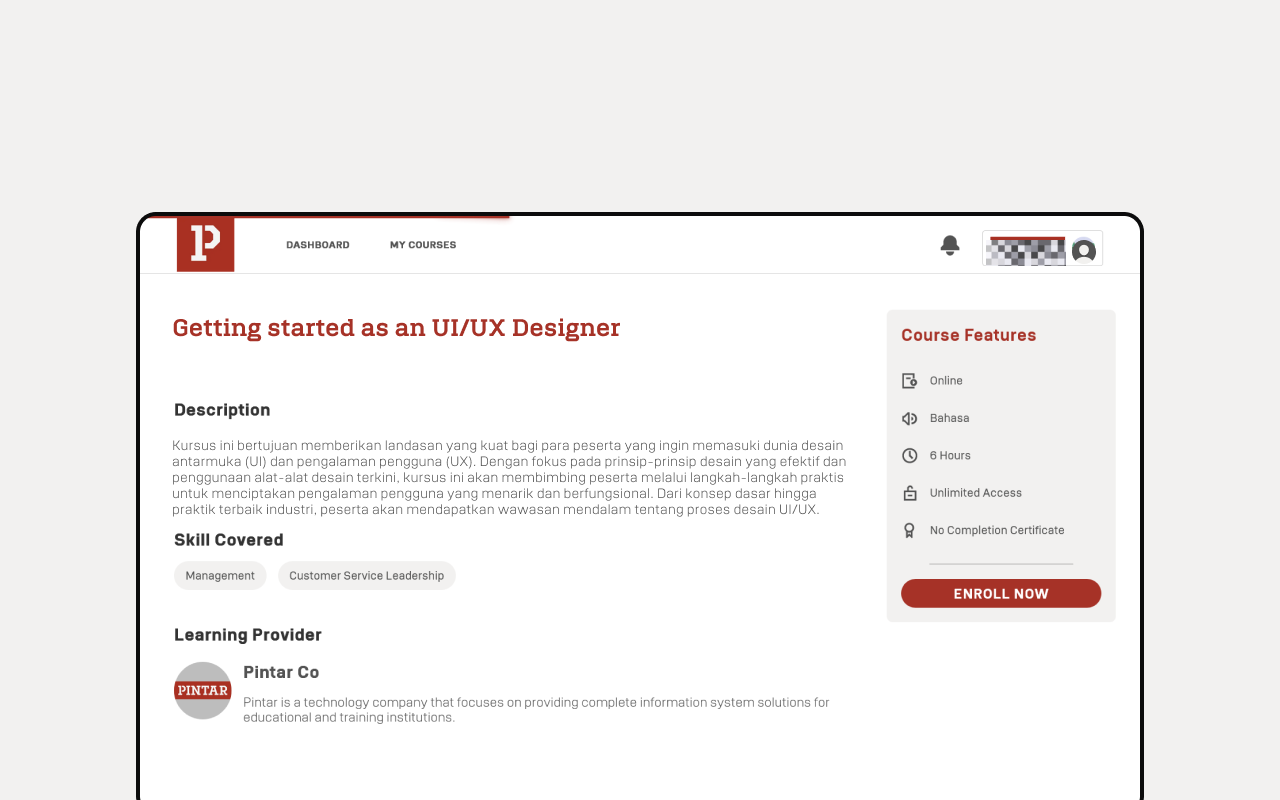 P
DASHBOARD
MY COURSES
Getting started as an UI/UX Designer
Description
Kursus ini bertujuan memberikan landasan yang kuat bagi para peserta yang ingin memasuki dunia desain
antarmuka (UI) dan pengalaman pengguna (UX). Dengan fokus pada prinsip-prinsip desain yang efektif dan
penggunaan alat-alat desain terkini, kursus ini akan membimbing peserta melalui langkah-langkah praktis
untuk menciptakan pengalaman pengguna yang menarik dan berfungsional. Dari konsep dasar hingga
praktik terbaik industri, peserta akan mendapatkan wawasan mendalam tentang proses desain UI/UX.
Skill Covered
Management
Customer Service Leadership
Learning Provider
PINTAR
Pintar Co
Pintar is a technology company that focuses on providing complete information system solutions for
educational and training institutions.
Course Features
Online
Bahasa
6 Hours
Unlimited Access
No Completion Certificate
ENROLL NOW